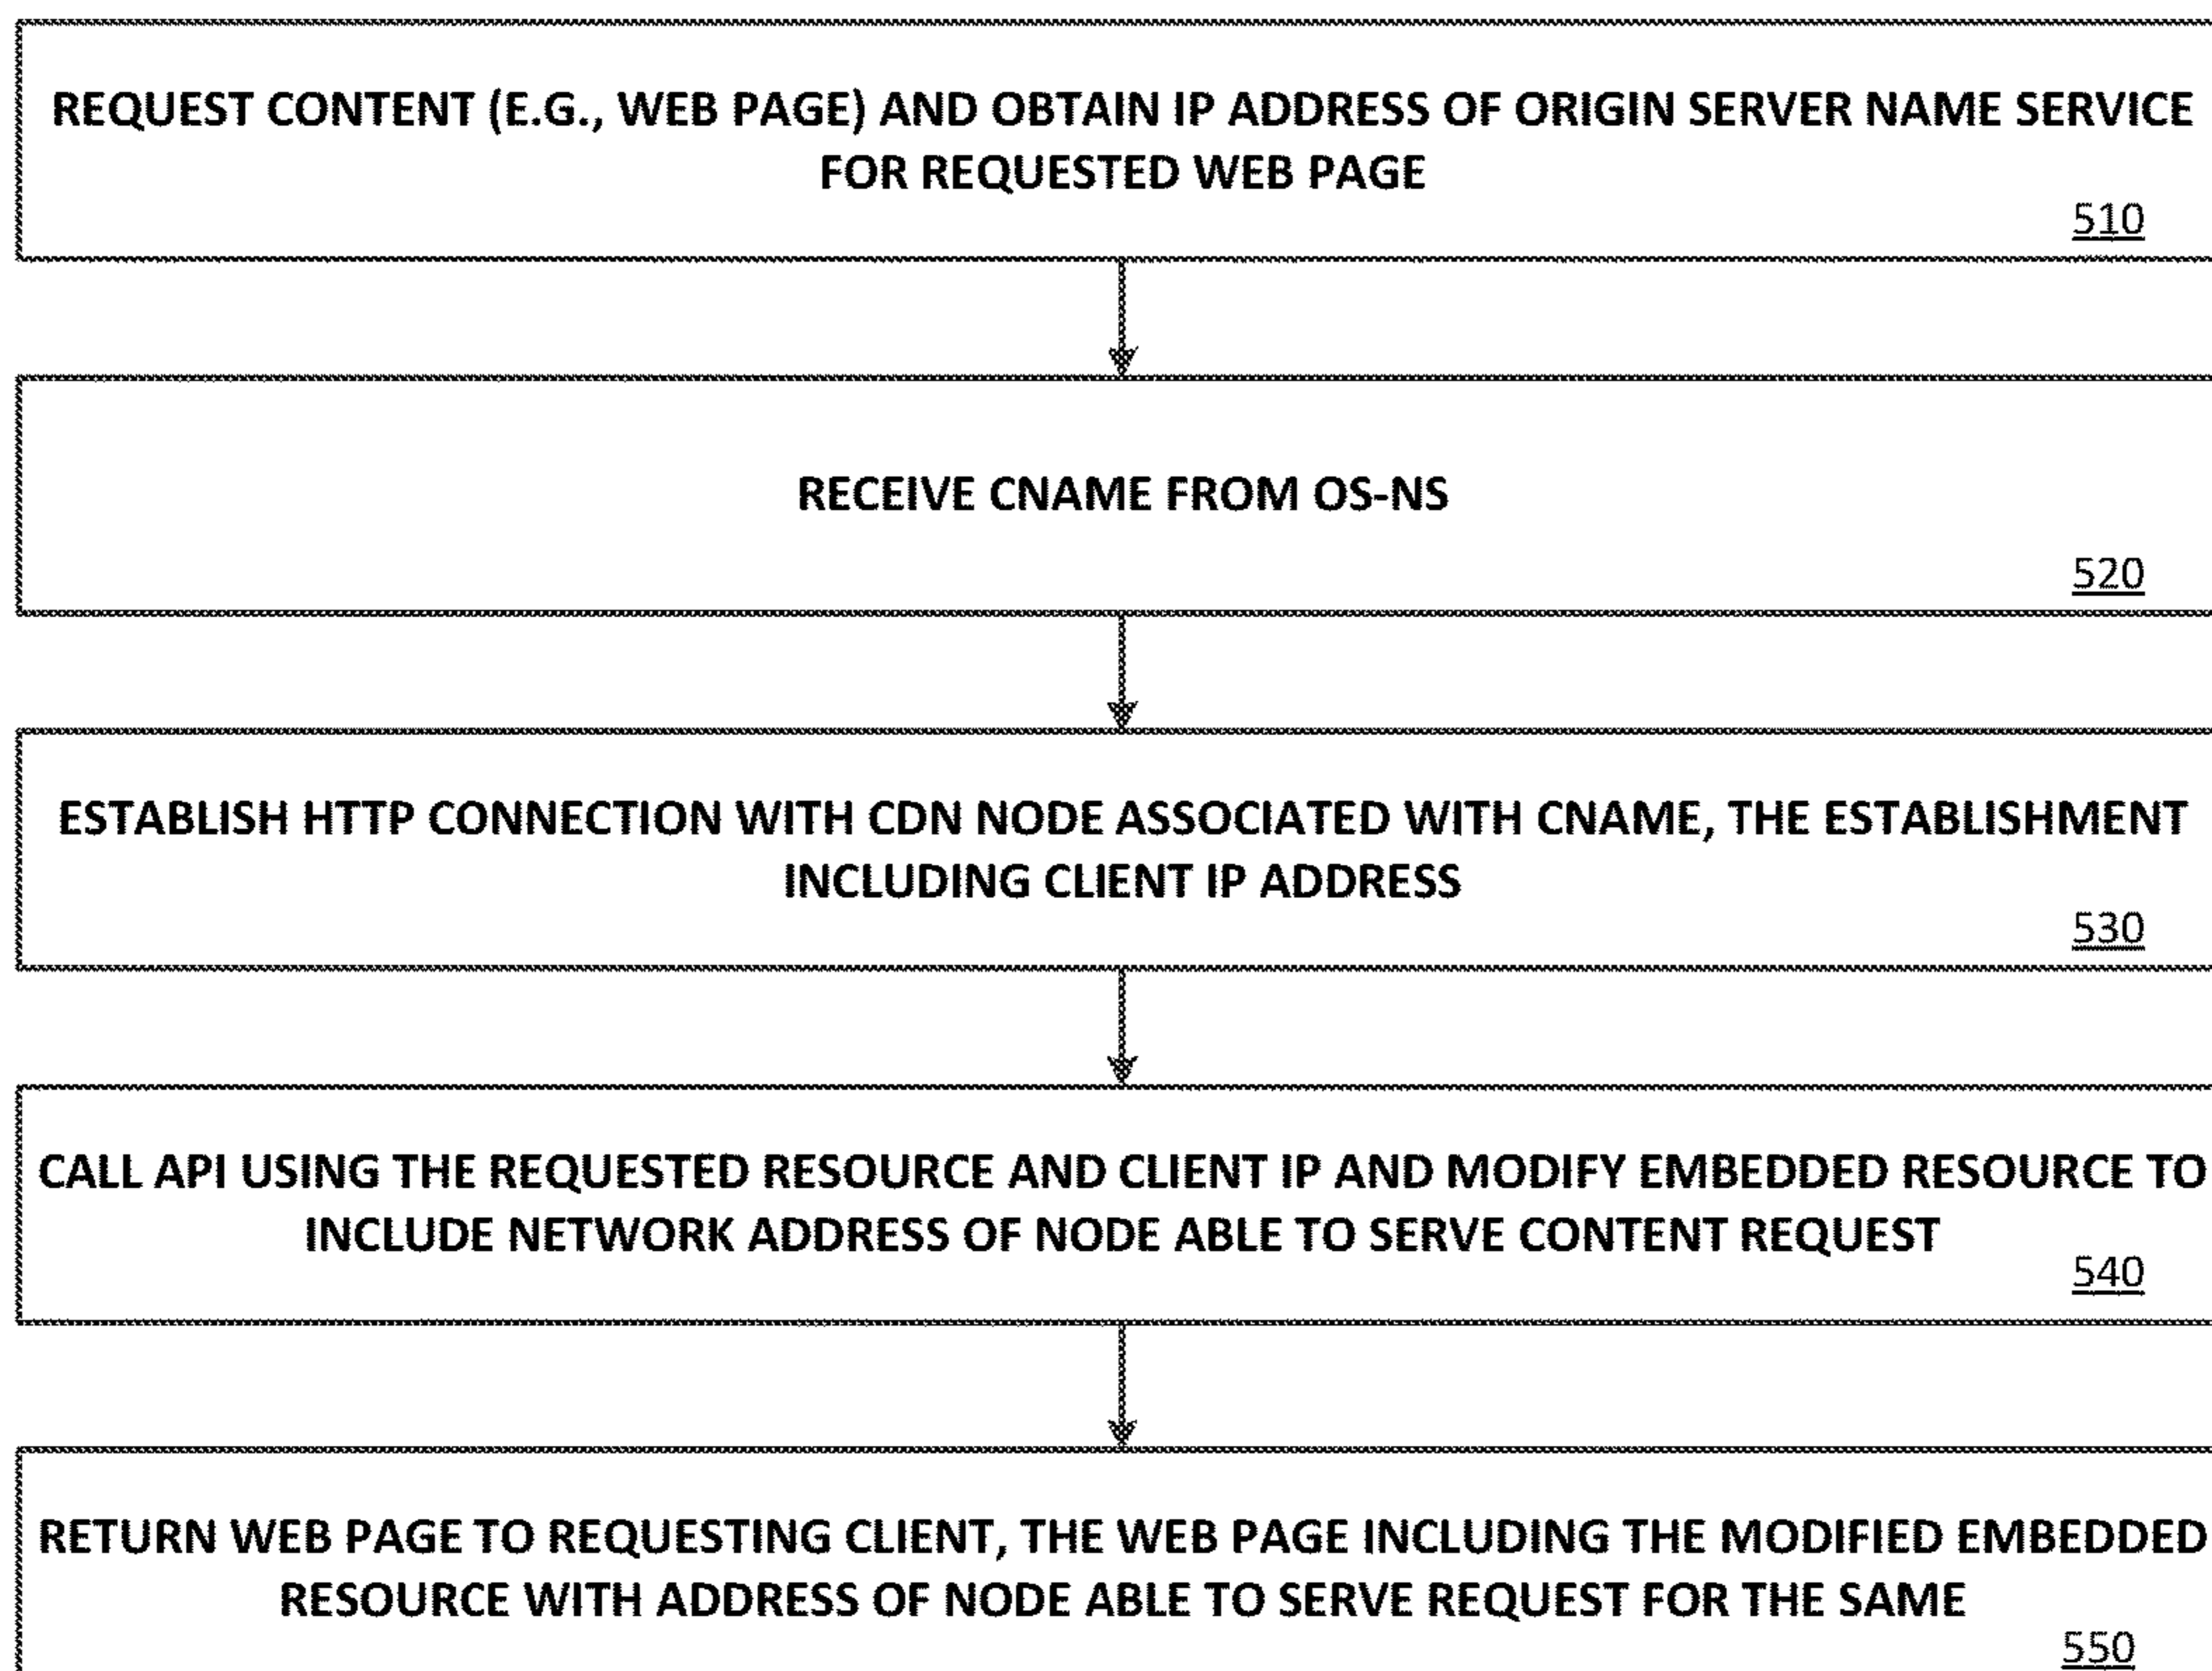 REQUEST CONTENT (E.G., WEB PAGE) AND OBTAIN IP ADDRESS OF ORIGIN SERVER NAME SERVICE
FOR REQUESTED WEB PAGE
510
RECEIVE CNAME FROM OS-NS
520
ESTABLISH HTTP CONNECTION WITH CDN NODE ASSOCIATED WITH CNAME, THE ESTABLISHMENT
INCLUDING CLIENT IP ADDRESS
530
CALL API USING THE REQUESTED RESOURCE AND CLIENT IP AND MODIFY EMBEDDED RESOURCE TO
INCLUDE NETWORK ADDRESS OF NODE ABLE TO SERVE CONTENT REQUEST
540
RETURN WEB PAGE TO REQUESTING CLIENT, THE WEB PAGE INCLUDING THE MODIFIED EMBEDDED
RESOURCE WITH ADDRESS OF NODE ABLE TO SERVE REQUEST FOR THE SAME
550